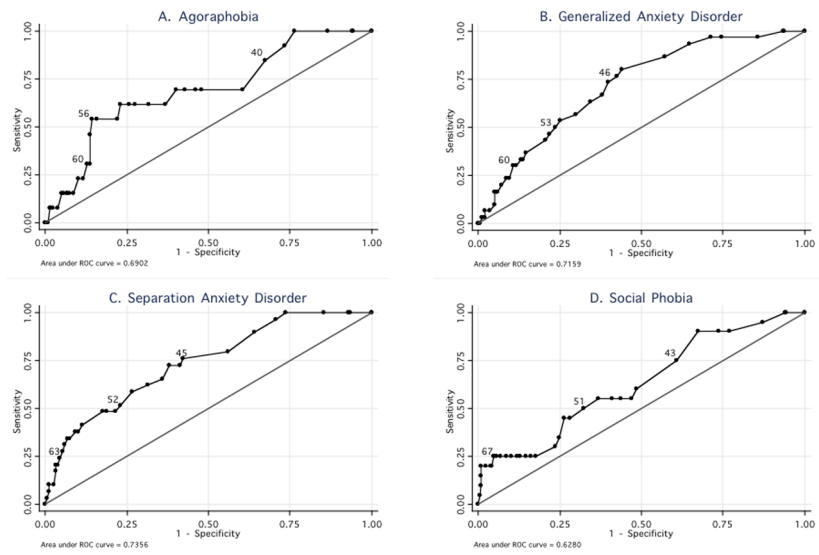 A. Agoraphobia
Sensitivity
0.00 0.25 0.50 0.75 1.00
40
56
60
0.00 0.25 0.50 0.75 1.00
1 - Specificity
Area under ROC curve = 0.6902
B. Generalized Anxiety Disorder
Sensitivity
0.00 0.25 0.50 0.75 1.00
46
53
60
0.00 0.25 0.50 0.75 1.00
1 - Specificity
Area under ROC curve = 0.7159
C. Separation Anxiety Disorder
Sensitivity
0.00 0.25 0.50 0.75 1.00
45
52
63
0.00 0.25 0.50 0.75 1.00
1 - Specificity
Area under ROC curve = 0.7356
D. Social Phobia
Sensitivity
0.00 0.25 0.50 0.75 1.00
43
51
67
0.00 0.25 0.50 0.75 1.00
1 - Specificity
Area under ROC curve = 0.6280